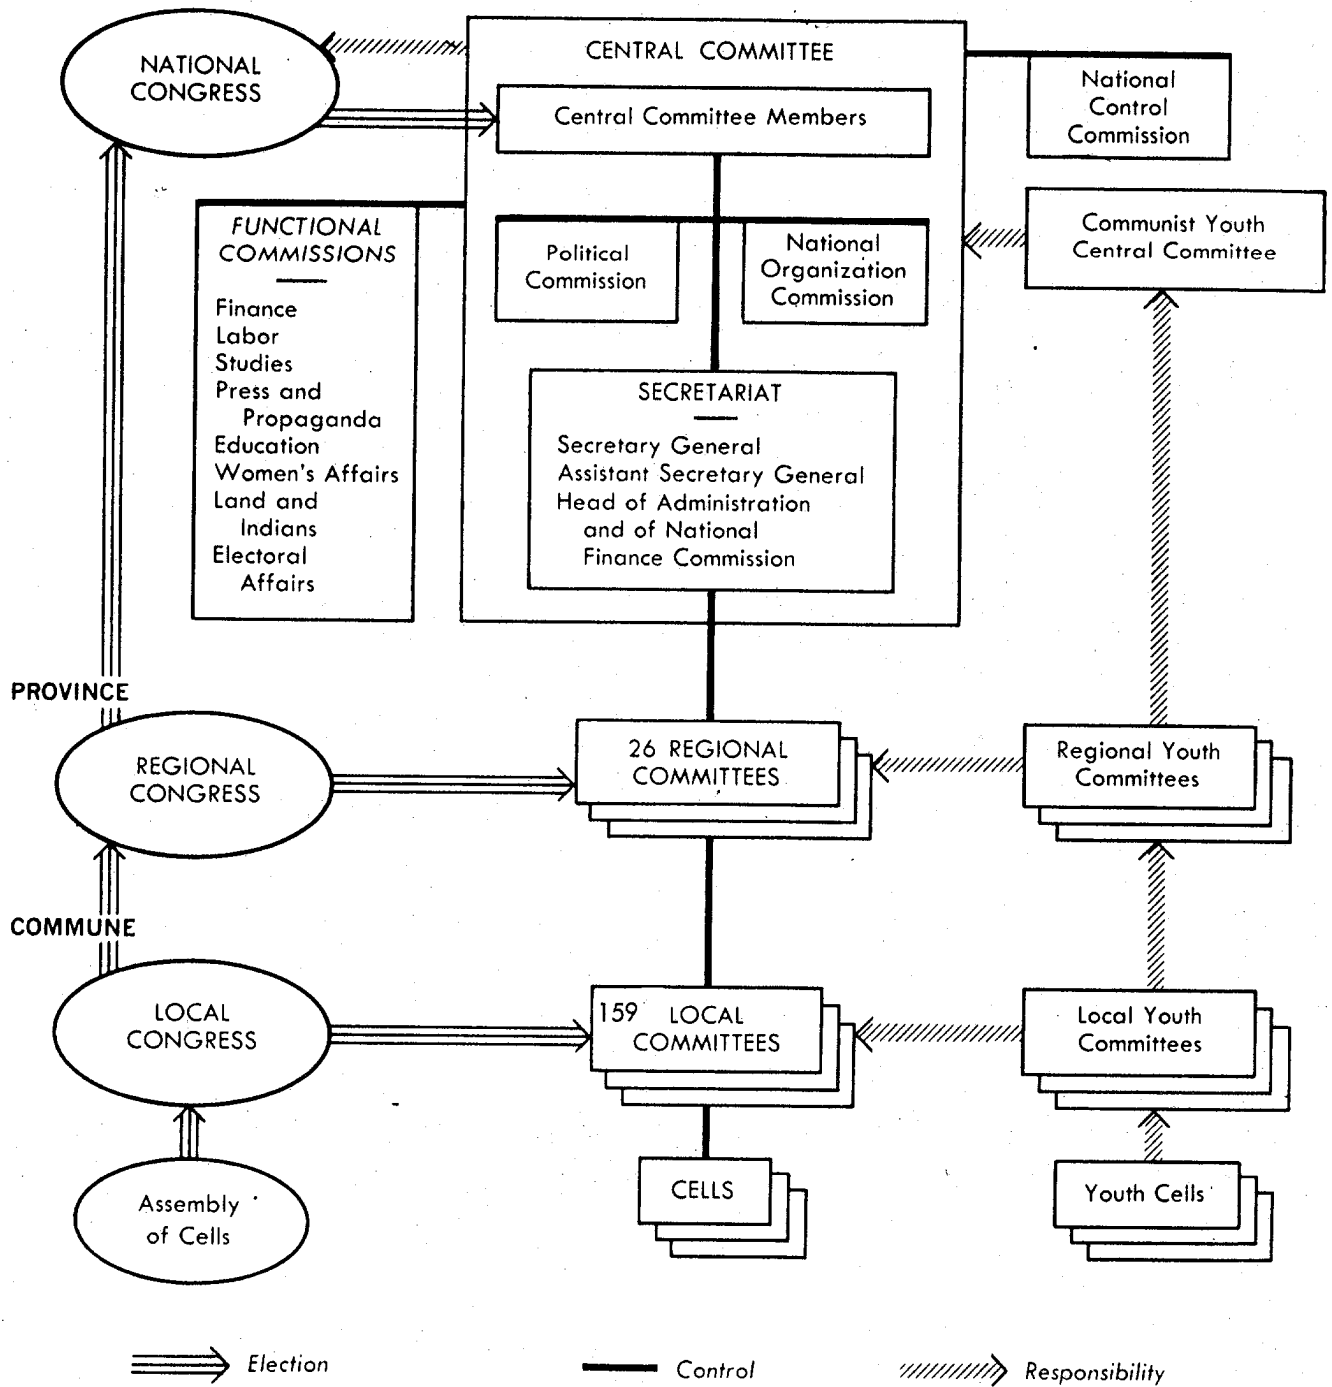 NATIONAL
CONGRESS
CENTRAL COMMITTEE
Central Committee Members
National
Control
Commission
FUNCTIONAL
COMMISSIONS
Finance
Labor
Studies
Press and
Propaganda
Education
Women's Affairs
Land and
Indians
Electoral
Affairs
Political
Commission
National
Organization
Commission
Communist Youth
Central Committee
SECRETARIAT
Secretary General
Assistant Secretary General
Head of Administration
and of National
Finance Commission
PROVINCE
REGIONAL
CONGRESS
26 REGIONAL
COMMITTEES
Regional Youth
Committees
COMMUNE
LOCAL
CONGRESS
159 LOCAL
COMMITTEES
Local Youth
Committees
Assembly
of Cells
CELLS
Youth Cells
Election
Control
Responsibility